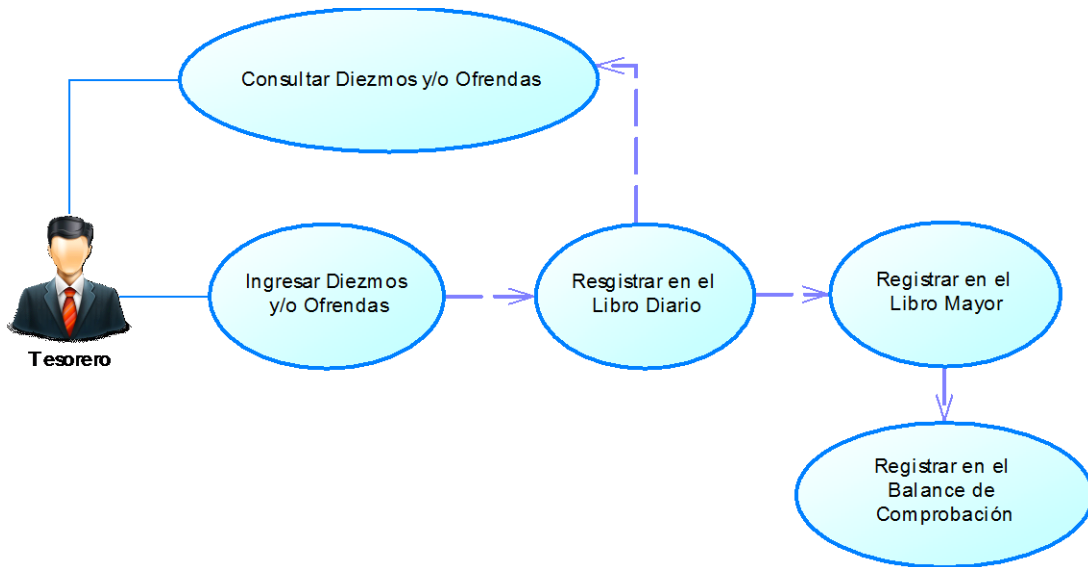 Consultar Diezmos y/o Ofrendas
Ingresar Diezmos
y/o Ofrendas
Resgistrar en el
Libro Diario
Registrar en el
Libro Mayor
Tesorero
Registrar en el
Balance de
Comprobación